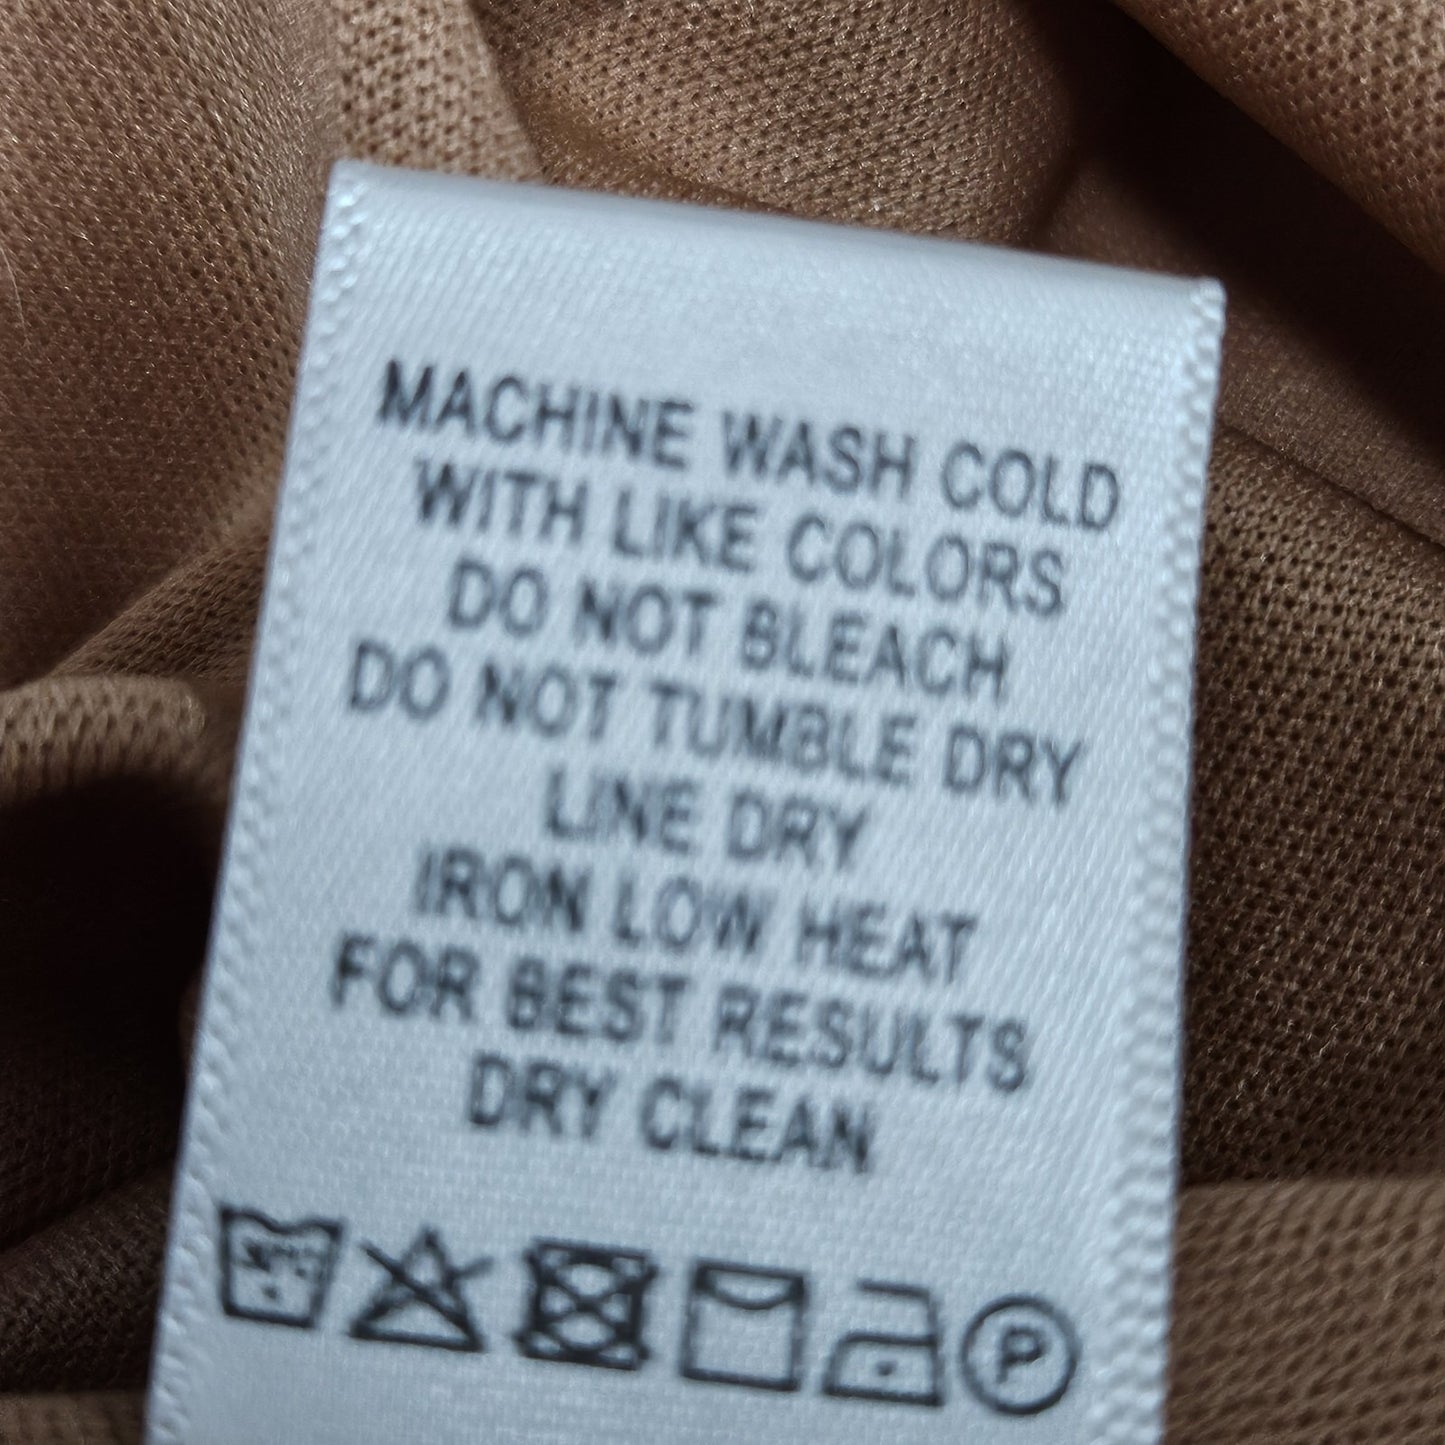 MACHINE WASH COLD
WITH LIKE COLORS
DO NOT BLEACH
DO NOT TUMBLE DRY
LINE DRY
IRON LOW HEAT
FOR BEST RESULTS
DRY CLEAN
P